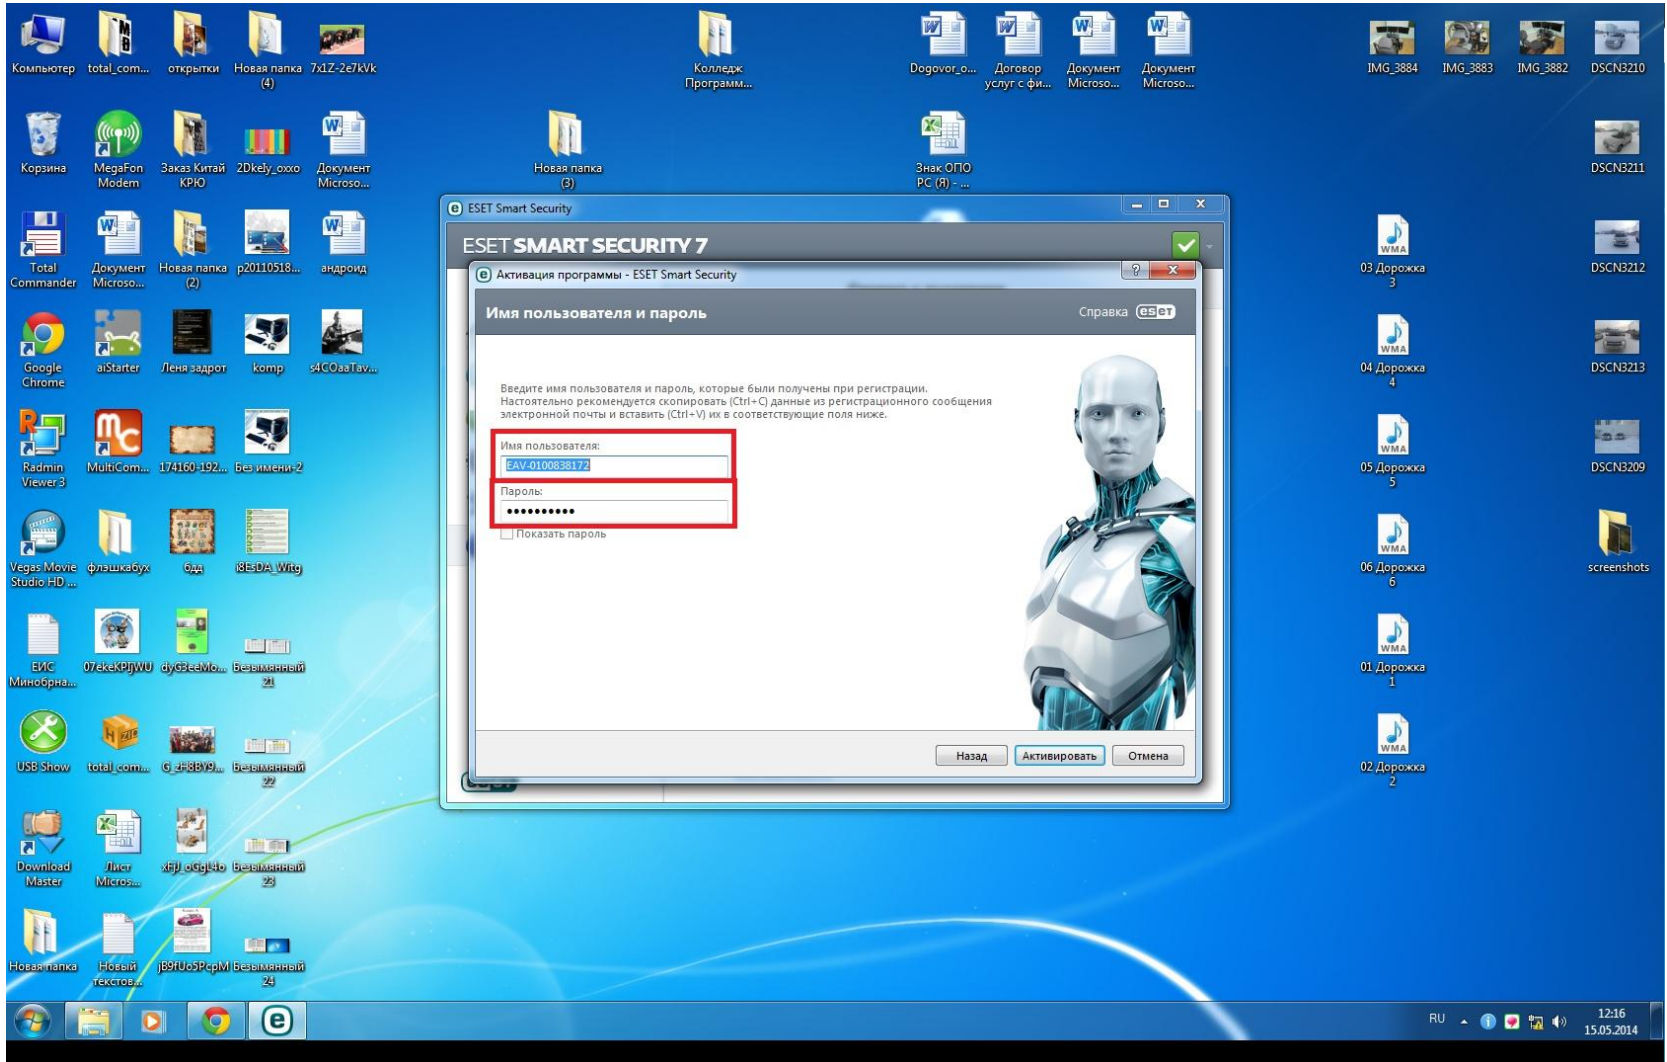 Компьютер
total_com...
открытки
Новая папка
(4)
7x1Z-2e7kVk
Колледж
Программ...
Dogovor_o...
Договор
услуг с фи...
Документ
Microso...
Документ
Microso...
IMG_3884
IMG_3883
IMG_3882
DSCN3210
Корзина
MegaFon
Modem
Заказ Китай
КРЮ
2Dkely_oxxo
Документ
Microso...
Новая папка
(3)
Знак ОПО
РС (Я) - ...
DSCN3211
Total
Commander
Документ
Microso...
Новая папка
(2)
p20110518...
андроид
03 Дорожка
3
DSCN3212
Google
Chrome
aiStarter
Леня задрот
komp
s4COaaTav...
04 Дорожка
4
DSCN3213
Radmin
Viewer 3
MultiCom...
174160-192...
Без имени-2
05 Дорожка
5
DSCN3209
Vegas Movie
Studio HD ...
флэшкабух
бдд
i8EsDA_Witg
06 Дорожка
6
screenshots
ЕИС
Минобрна...
07ekeKPIjWU
dyG3eeMo...
Безымянный
21
01 Дорожка
1
USB Show
total_com...
G_zH8BV9...
Безымянный
22
02 Дорожка
2
Download
Master
Лист
Micros...
Безымянный
23
Новая папка
Новый
текстов...
jB9fUo5PcpM
Безымянный
24
WMA
WMA
WMA
WMA
WMA
WMA
ESET Smart Security
ESET SMART SECURITY 7
Активация программы - ESET Smart Security
Имя пользователя и пароль
Справка eset
Введите имя пользователя и пароль, которые были получены при регистрации.
Настоятельно рекомендуется скопировать (Ctrl+C) данные из регистрационного сообщения
электронной почты и вставить (Ctrl+V) их в соответствующие поля ниже.
Имя пользователя:
EAV-0100838172
Пароль:
••••••••••
Показать пароль
Назад
Активировать
Отмена
RU
12:16
15.05.2014